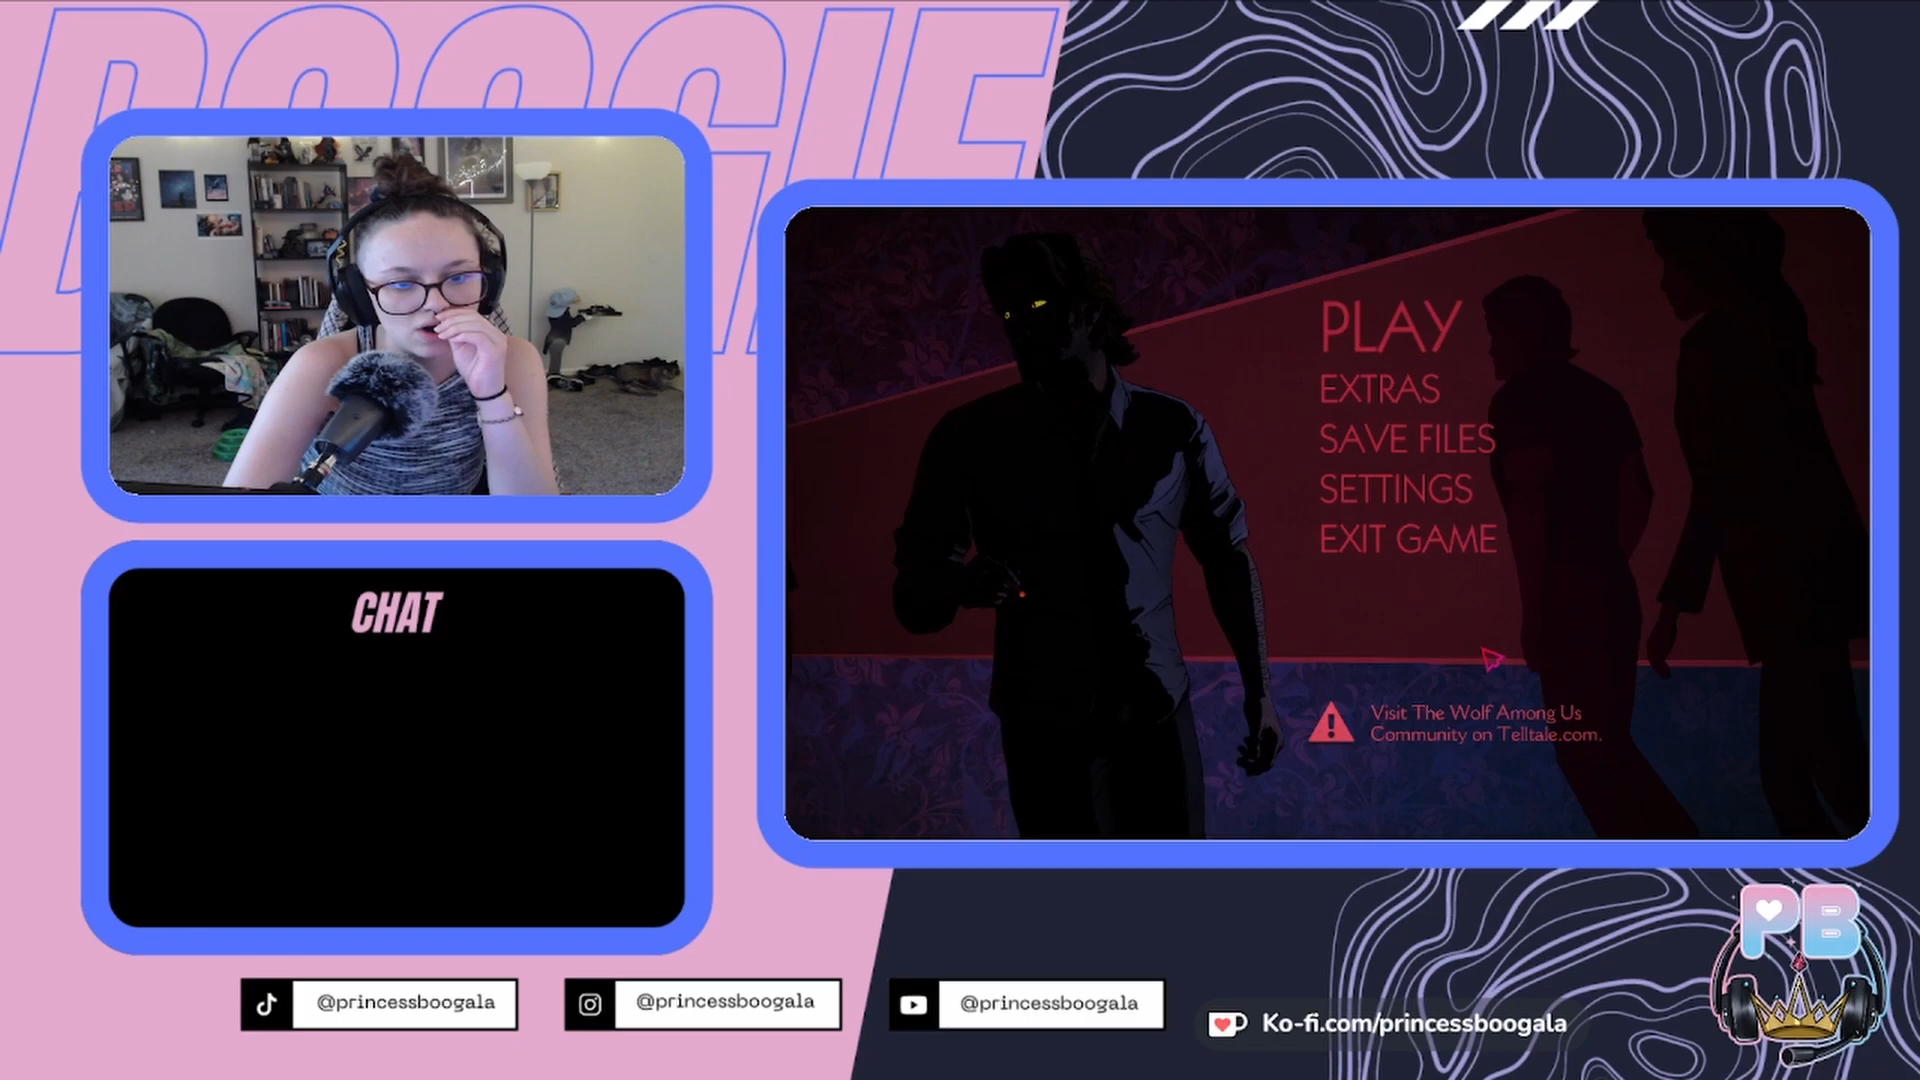 BOOGIE
PLAY
EXTRAS
SAVE FILES
SETTINGS
EXIT GAME
Visit The Wolf Among Us
Community on Telltale.com.
CHAT
@princessboogala
@princessboogala
@princessboogala
Ko-fi.com/princessboogala
PB